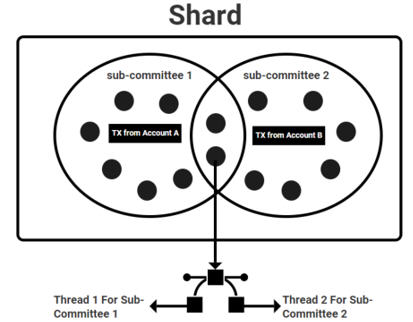 Shard
sub-committee 1
sub-committee 2
TX from Account A
TX from Account B
Thread 1 For Sub-
Committee 1
Thread 2 For Sub-
Committee 2